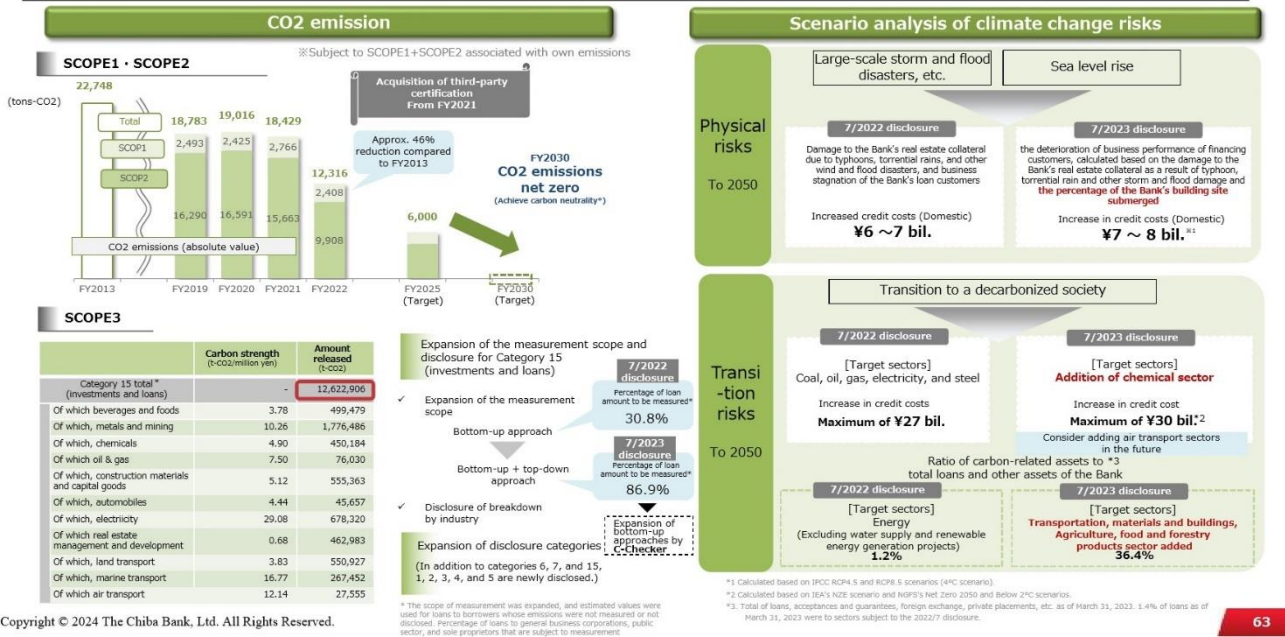 CO2 emission
※Subject to SCOPE1+SCOPE2 associated with own emissions
SCOPE1・SCOPE2
(tons-CO2)
22,748
Total
SCOP1
SCOP2
18,783
2,493
16,290
19,016
2,425
16,591
18,429
2,766
15,663
12,316
2,408
9,908
Acquisition of third-party
certification
From FY2021
Approx. 46%
reduction compared
to FY2013
FY2030
CO2 emissions
net zero
(Achieve carbon neutrality*)
6,000
CO2 emissions (absolute value)
FY2013
FY2019
FY2020
FY2021
FY2022
FY2025
(Target)
FY2030
(Target)
SCOPE3
Carbon strength
(t-CO2/million yen)
Amount
released
(t-CO2)
Category 15 total*
(investments and loans)
-
12,622,906
Of which beverages and foods 3.78 499,479
Of which, metals and mining 10.26 1,776,486
Of which, chemicals 4.90 450,184
Of which oil & gas 7.50 76,030
Of which, construction materials
and capital goods 5.12 555,363
Of which, automobiles 4.44 45,657
Of which, electriicity 29.08 678,320
Of which real estate
management and development 0.68 462,983
Of which, land transport 3.83 550,927
Of which, marine transport 16.77 267,452
Of which air transport 12.14 27,555
Expansion of the measurement scope and
disclosure for Category 15
(investments and loans)
✓ Expansion of the measurement
scope
Bottom-up approach
Bottom-up + top-down
approach
✓ Disclosure of breakdown
by industry
7/2022
disclosure
Percentage of loan
amount to be measured*
30.8%
7/2023
disclosure
Percentage of loan
amount to be measured*
86.9%
Expansion of
bottom-up
approaches by
C-Checker
Expansion of disclosure categories
(In addition to categories 6, 7, and 15,
1, 2, 3, 4, and 5 are newly disclosed.)
* The scope of measurement was expanded, and estimated values were
used for loans to borrowers whose emissions were not measured or not
disclosed. Percentage of loans to general business corporations, public
sector, and sole proprietors that are subject to measurement
Scenario analysis of climate change risks
Physical
risks
To 2050
Large-scale storm and flood
disasters, etc.
Sea level rise
7/2022 disclosure
Damage to the Bank's real estate collateral
due to typhoons, torrential rains, and other
wind and flood disasters, and business
stagnation of the Bank's loan customers
Increased credit costs (Domestic)
¥6 ～7 bil.
7/2023 disclosure
the deterioration of business performance of financing
customers, calculated based on the damage to the
Bank's real estate collateral as a result of typhoon,
torrential rain and other storm and flood damage and
the percentage of the Bank's building site
submerged
Increase in credit costs (Domestic)
¥7 ～ 8 bil.※1
Transi
-tion
risks
To 2050
Transition to a decarbonized society
7/2022 disclosure
[Target sectors]
Coal, oil, gas, electricity, and steel
Increase in credit costs
Maximum of ¥27 bil.
7/2023 disclosure
[Target sectors]
Addition of chemical sector
Increase in credit cost
Maximum of ¥30 bil.*2
Consider adding air transport sectors
in the future
Ratio of carbon-related assets to *3
total loans and other assets of the Bank
7/2022 disclosure
[Target sectors]
Energy
(Excluding water supply and renewable
energy generation projects)
1.2%
7/2023 disclosure
[Target sectors]
Transportation, materials and buildings,
Agriculture, food and forestry
products sector added
36.4%
*1 Calculated based on IPCC RCP4.5 and RCP8.5 scenarios (4ºC scenario).
*2 Calculated based on IEA's NZE scenario and NGFS's Net Zero 2050 and Below 2ºC scenarios.
*3. Total of loans, acceptances and guarantees, foreign exchange, private placements, etc. as of March 31, 2023. 1.4% of loans as of
March 31, 2023 were to sectors subject to the 2022/7 disclosure.
Copyright © 2024 The Chiba Bank, Ltd. All Rights Reserved.
63